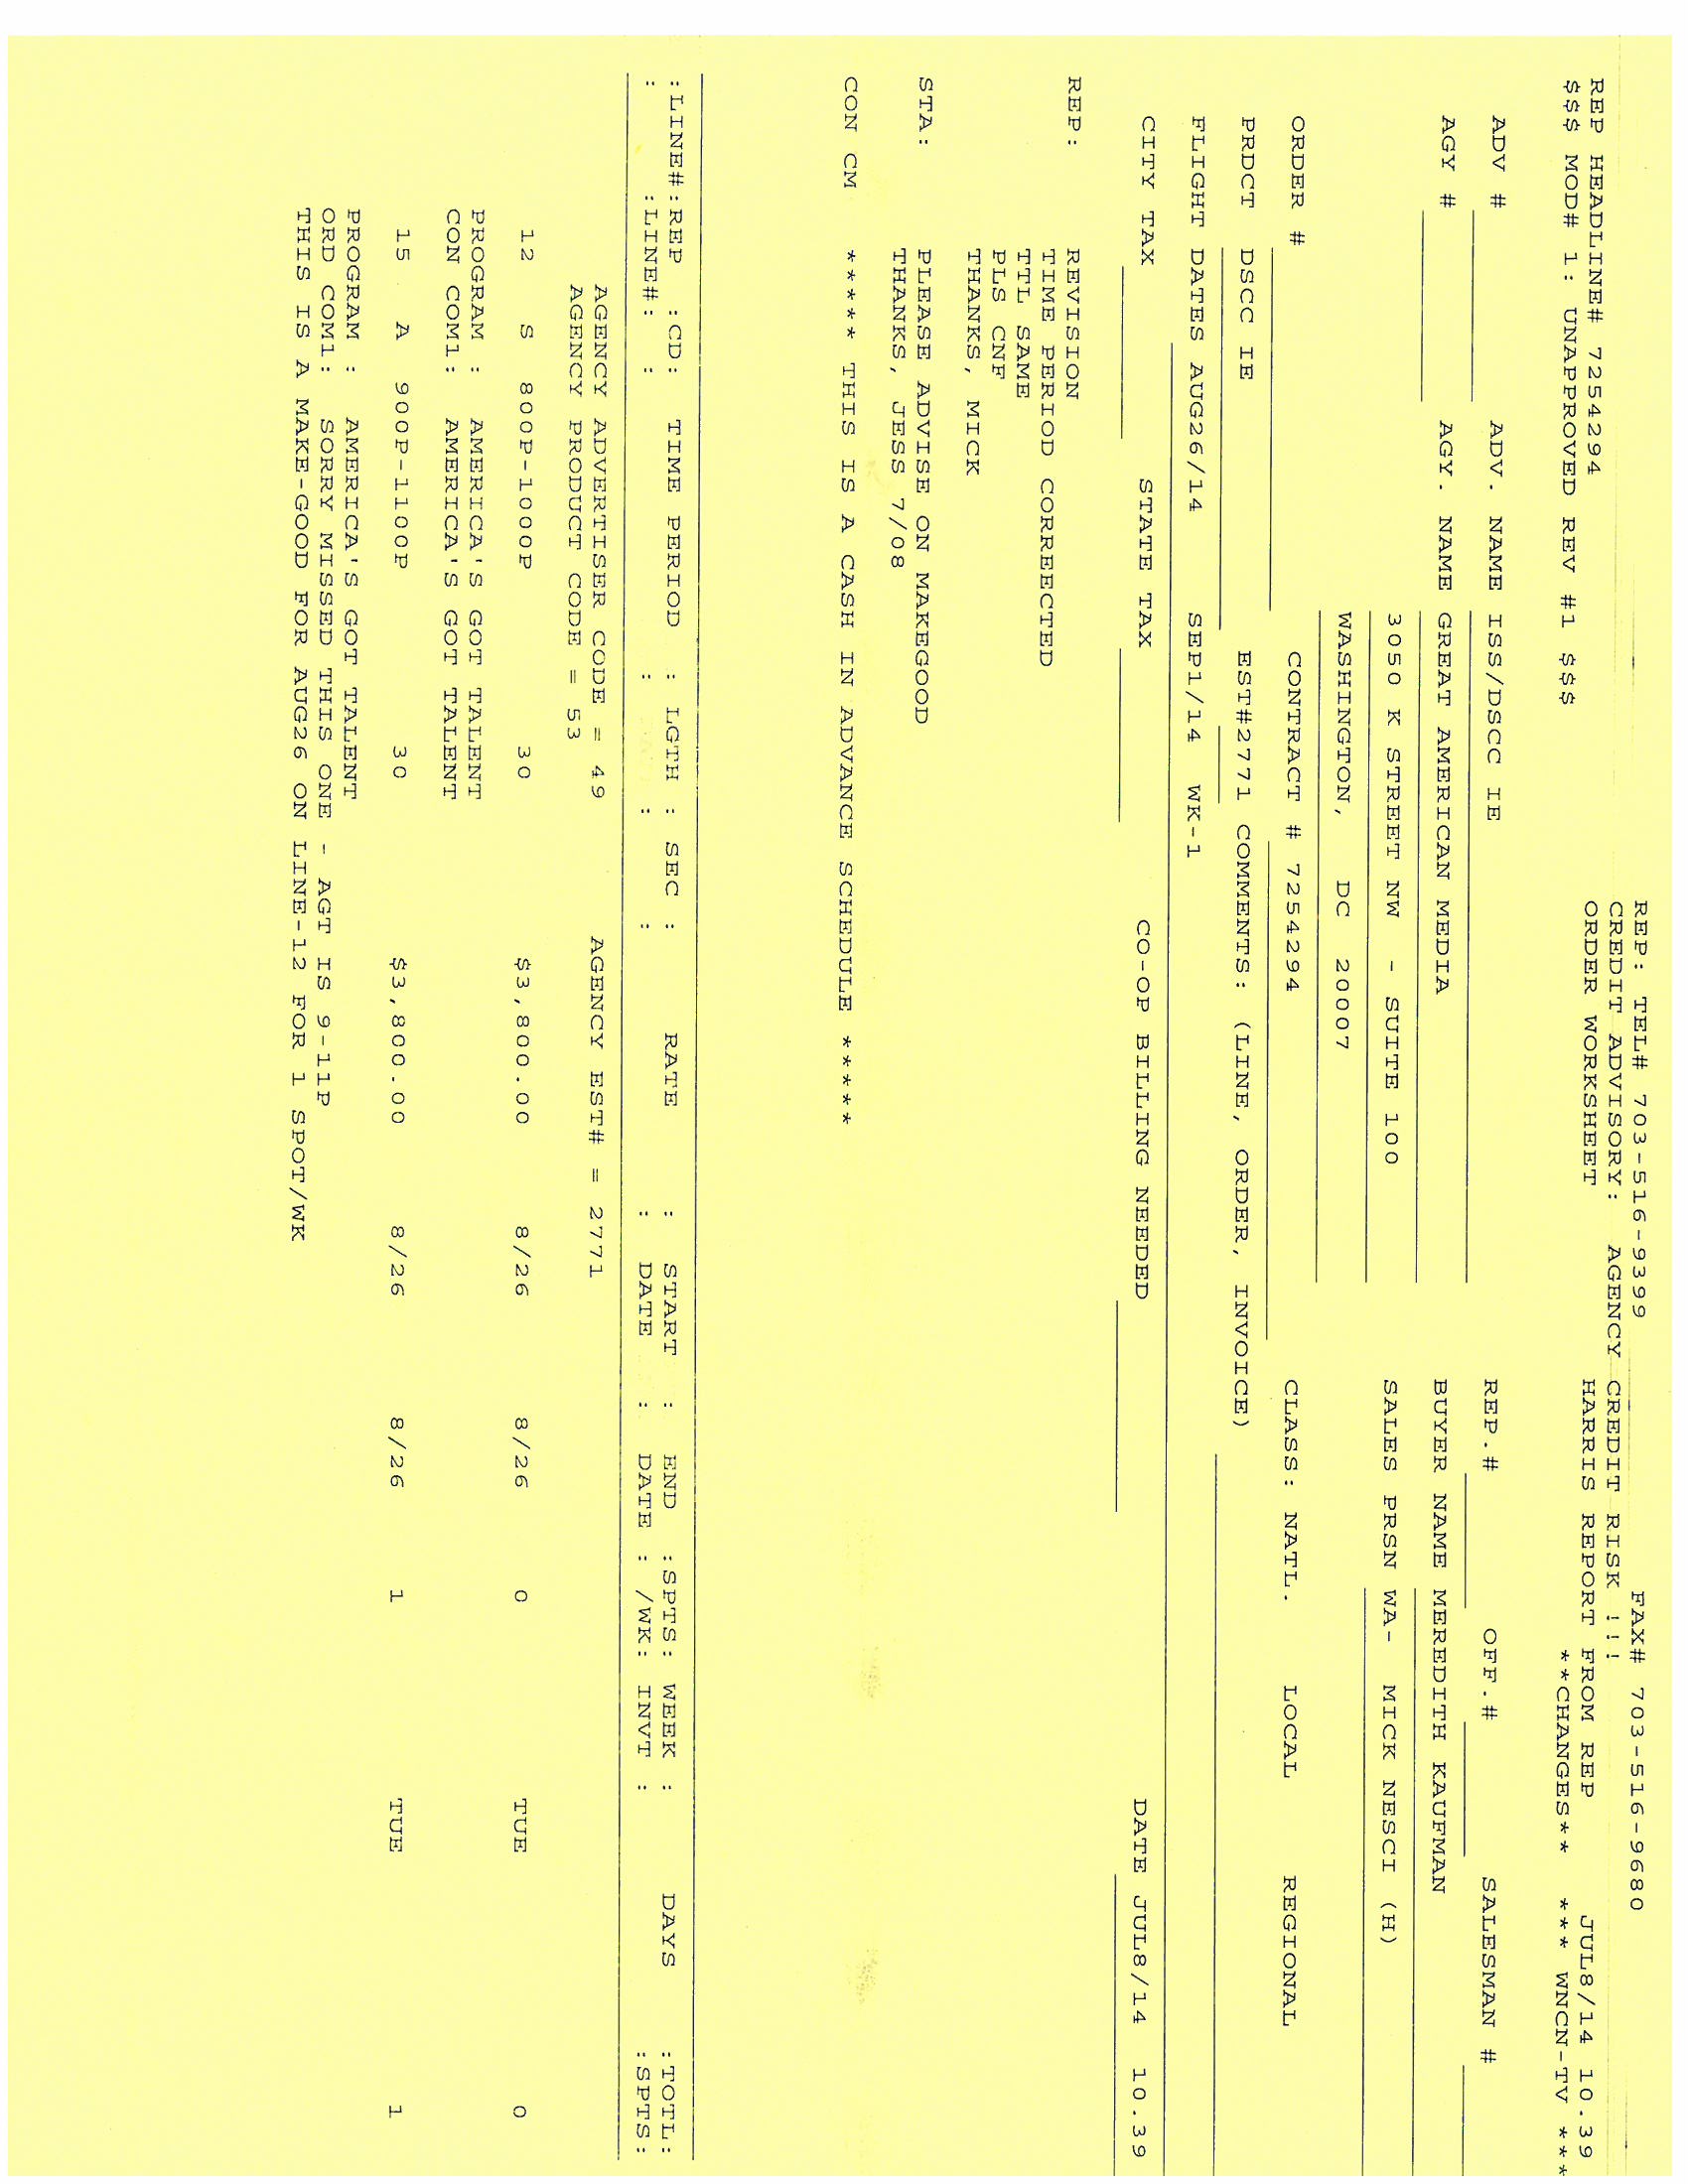 REP: TEL# 703-516-9399 FAX# 703-516-9680
CREDIT ADVISORY: AGENCY CREDIT RISK !!!
REP HEADLINE# 7254294 ORDER WORKSHEET HARRIS REPORT FROM REP JUL8/14 10.39
$$$ MOD# 1: UNAPPROVED REV #1 $$$ **CHANGES** *** WNCN-TV ***
ADV # ADV. NAME ISS/DSCC IE REP.# OFF.# SALESMAN #
AGY # AGY. NAME GREAT AMERICAN MEDIA BUYER NAME MEREDITH KAUFMAN
3050 K STREET NW - SUITE 100 SALES PRSN WA- MICK NESCI (H)
WASHINGTON, DC 20007
ORDER # CONTRACT # 7254294 CLASS: NATL. LOCAL REGIONAL
PRDCT DSCC IE EST#2771 COMMENTS: (LINE, ORDER, INVOICE)
FLIGHT DATES AUG26/14 SEP1/14 WK-1
CITY TAX STATE TAX CO-OP BILLING NEEDED DATE JUL8/14 10.39
REP: REVISION
TIME PERIOD CORREECTED
TTL SAME
PLS CNF
THANKS, MICK
STA: PLEASE ADVISE ON MAKEGOOD
THANKS, JESS 7/08
CON CM ***** THIS IS A CASH IN ADVANCE SCHEDULE *****
:LINE#:REP :CD: TIME PERIOD : LGTH : SEC : RATE : START : END :SPTS: WEEK : DAYS :TOTL:
: :LINE#: : : : : DATE : DATE : /WK: INVT : :SPTS:
AGENCY ADVERTISER CODE = 49 AGENCY EST# = 2771
AGENCY PRODUCT CODE = 53
12 S 800P-1000P 30 $3,800.00 8/26 8/26 0 TUE 0
PROGRAM : AMERICA'S GOT TALENT
CON COM1: AMERICA'S GOT TALENT
15 A 900P-1100P 30 $3,800.00 8/26 8/26 1 TUE 1
PROGRAM : AMERICA'S GOT TALENT
ORD COM1: SORRY MISSED THIS ONE - AGT IS 9-11P
THIS IS A MAKE-GOOD FOR AUG26 ON LINE-12 FOR 1 SPOT/WK